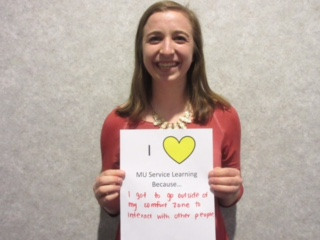 I
MU Service Learning
Because...
I got to go outside of
my comfort zone to
interact with other people